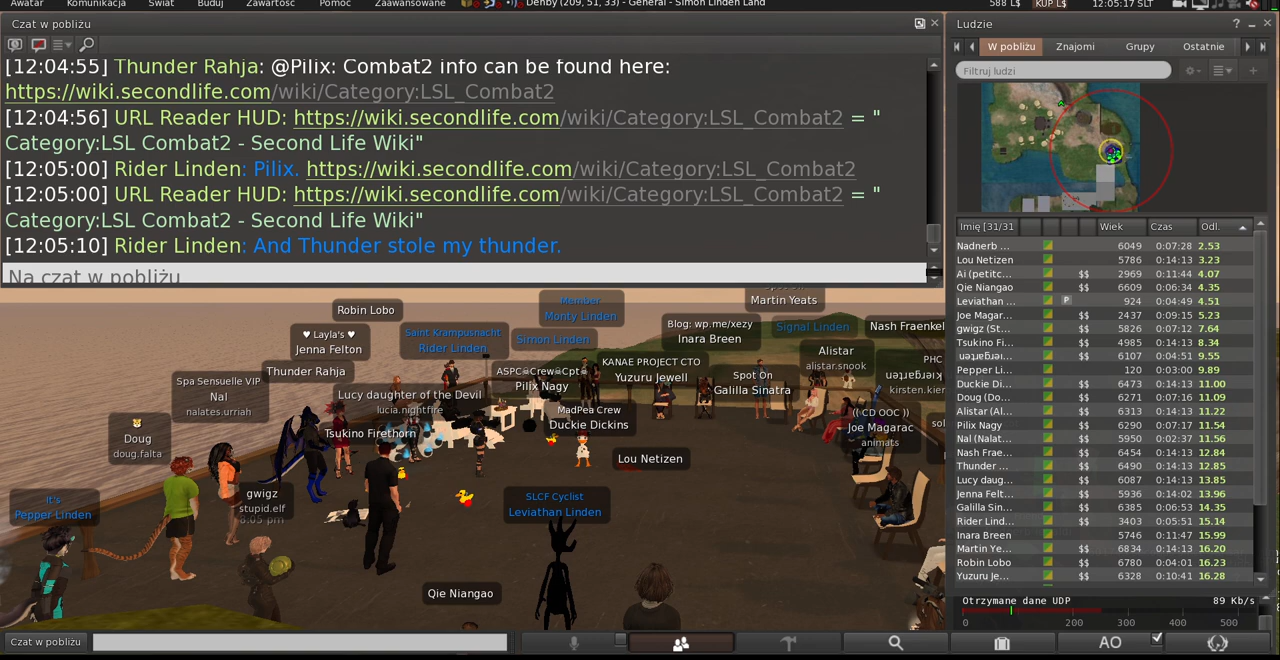 Awatar Komunikacja Świat Buduj Zawartość Pomoc Zaawansowane Denby (209, 51, 33) - General - Simon Linden Land 588 L$ KUP L$ 12:05:17 SLT
Czat w pobliżu
[12:04:55] Thunder Rahja: @Pilix: Combat2 info can be found here:
https://wiki.secondlife.com/wiki/Category:LSL_Combat2
[12:04:56] URL Reader HUD: https://wiki.secondlife.com/wiki/Category:LSL_Combat2 = "
Category:LSL Combat2 - Second Life Wiki"
[12:05:00] Rider Linden: Pilix. https://wiki.secondlife.com/wiki/Category:LSL_Combat2
[12:05:00] URL Reader HUD: https://wiki.secondlife.com/wiki/Category:LSL_Combat2 = "
Category:LSL Combat2 - Second Life Wiki"
[12:05:10] Rider Linden: And Thunder stole my thunder.
Na czat w pobliżu
Robin Lobo
Member
Monty Linden
Martin Yeats
♥ Layla's ♥
Jenna Felton
Saint Krampusnacht
Rider Linden
Simon Linden
Blog: wp.me/xezy
Inara Breen
Signal Linden
Nash Fraenkel
Thunder Rahja
ASPC☠Crew☠Cpt☠
Pilix Nagy
KANAE PROJECT CTO
Yuzuru Jewell
Alistar
alistar.snook
PHC
kirsten.kier
Spa Sensuelle VIP
Nal
nalates.urriah
Lucy daughter of the Devil
lucia.nightfire
Spot On
Galilla Sinatra
MadPea Crew
Duckie Dickins
(( CD OOC ))
Joe Magarac
animats
sol
Doug
doug.falta
Tsukino Firethorn
Lou Netizen
It's
Pepper Linden
gwigz
stupid.elf
8:05 pm
SLCF Cyclist
Leviathan Linden
Qie Niangao
Czat w pobliżu
Ludzie
W pobliżu Znajomi Grupy Ostatnie
Filtruj ludzi
Imię [31/31 Wiek Czas Odl.
Nadnerb ... 6049 0:07:28 2.53
Lou Netizen 5786 0:14:13 3.23
Ai (petitc... $$ 2969 0:11:44 4.07
Qie Niangao $$ 6609 0:06:34 4.35
Leviathan ... P 924 0:04:49 4.51
Joe Magar... $$ 2437 0:09:15 5.23
gwigz (St... $$ 5826 0:07:12 7.64
Tsukino Fi... $$ 4985 0:14:13 8.34
$$ 6107 0:04:51 9.55
Pepper Li... 120 0:03:00 9.89
Duckie Di... $$ 6473 0:14:13 11.00
Doug (Do... $$ 6271 0:07:16 11.09
Alistar (Al... $$ 6313 0:14:13 11.22
Pilix Nagy $$ 6290 0:07:17 11.54
Nal (Nalat... $$ 5950 0:02:37 11.56
Nash Frae... $$ 6454 0:14:13 12.84
Thunder ... $$ 6490 0:14:13 12.85
Lucy daug... $$ 6087 0:14:13 13.85
Jenna Felt... $$ 5936 0:14:02 13.96
Galilla Sin... $$ 6385 0:06:53 14.35
Rider Lind... $$ 3403 0:05:51 15.14
Inara Breen 5746 0:11:47 15.99
Martin Ye... $$ 6834 0:14:13 16.20
Robin Lobo $$ 6780 0:04:01 16.23
Yuzuru Je... $$ 6328 0:10:41 16.28
Otrzymane dane UDP 89 Kb/s
0 200 300 400 500
AO